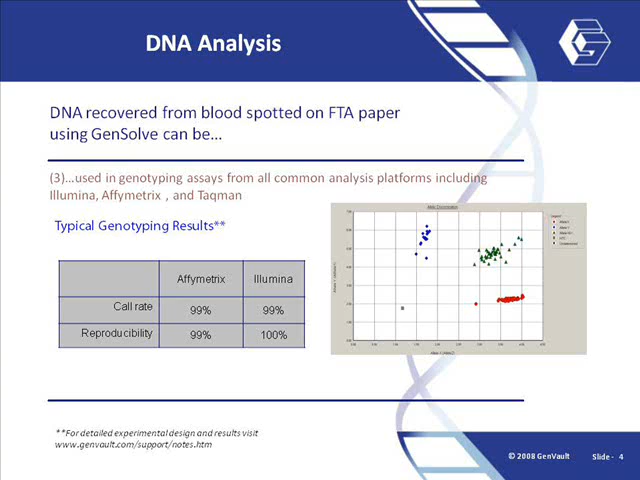 DNA Analysis
DNA recovered from blood spotted on FTA paper
using GenSolve can be...
(3)...used in genotyping assays from all common analysis platforms including
Illumina, Affymetrix , and Taqman
Typical Genotyping Results**
Affymetrix Illumina
Call rate 99% 99%
Reproducibility 99% 100%
**For detailed experimental design and results visit
www.genvault.com/support/notes.htm
© 2008 GenVault Slide - 4